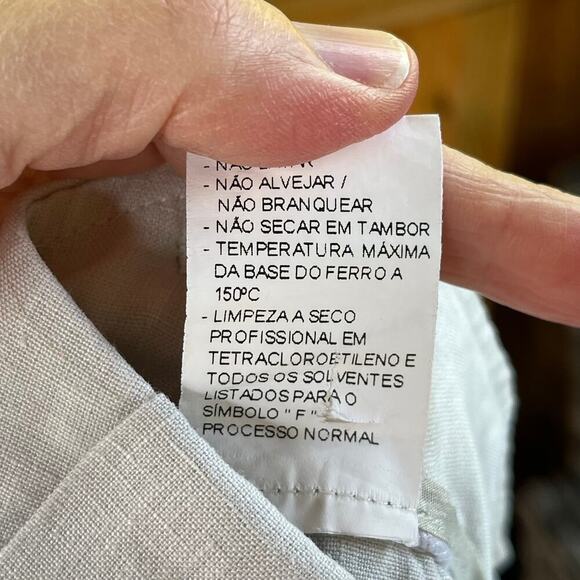 - NÃO
- NÃO ALVEJAR /
NÃO BRANQUEAR
- NÃO SECAR EM TAMBOR
- TEMPERATURA MÁXIMA
DA BASE DO FERRO A
150ºC
- LIMPEZA A SECO
PROFISSIONAL EM
TETRACLOROETILENO E
TODOS OS SOLVENTES
LISTADOS PARA O
SÍMBOLO " F "
PROCESSO NORMAL